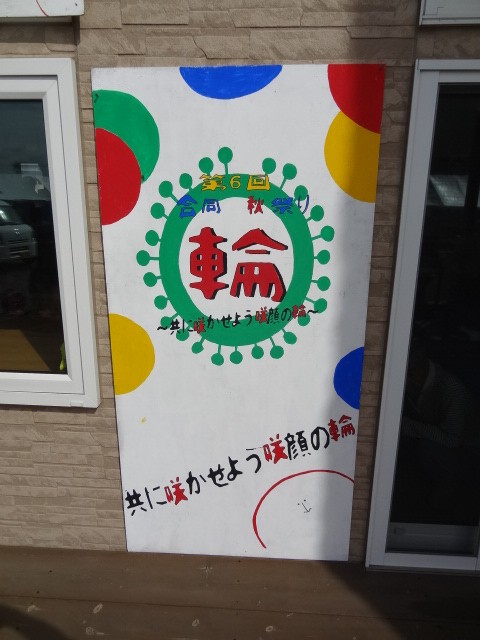 第6回
合同 秋祭り
輪
～共に咲かせよう咲顔の輪～
共に咲かせよう咲顔の輪